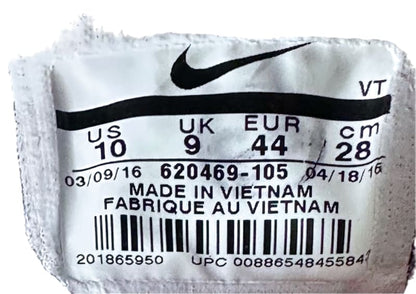 VT
US UK EUR cm
10 9 44 28
03/09/16 620469-105 04/18/16
MADE IN VIETNAM
FABRIQUE AU VIETNAM
201865950 UPC 00886548455847